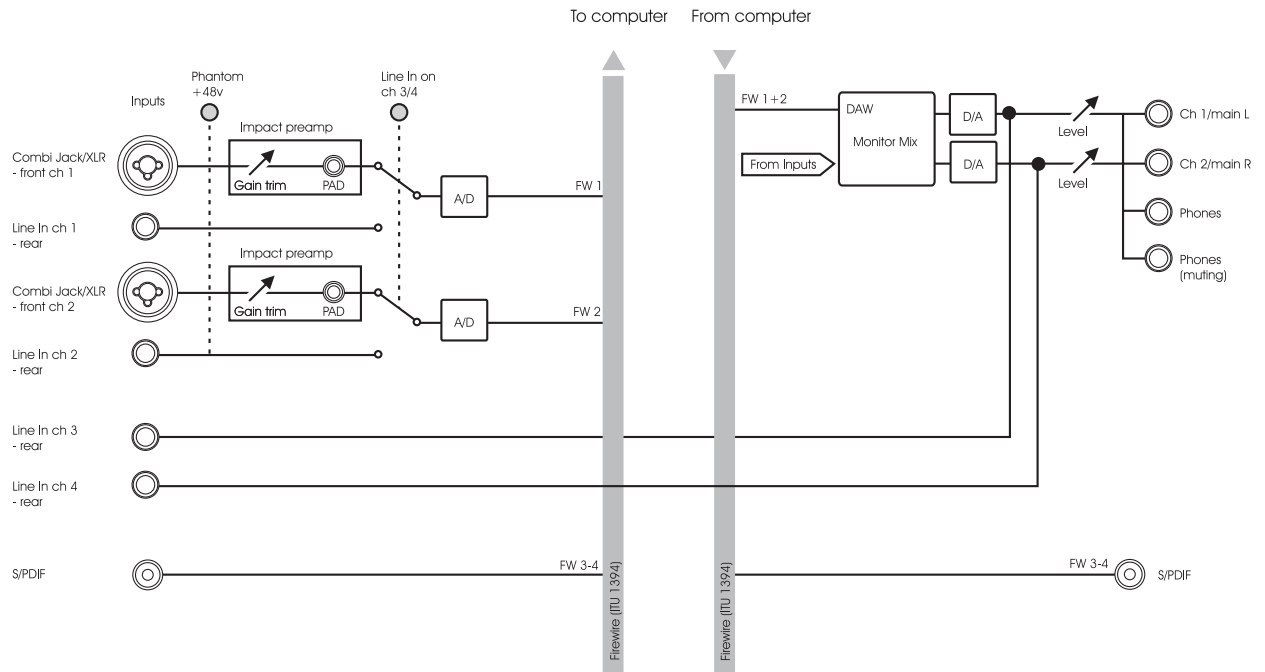 To computer
From computer
Phantom
+48v
Line In on
ch 3/4
Inputs
Impact preamp
Combi Jack/XLR
- front ch 1
Gain trim
PAD
A/D
FW 1
Line In ch 1
- rear
Impact preamp
Combi Jack/XLR
- front ch 2
Gain trim
PAD
A/D
FW 2
Line In ch 2
- rear
Line In ch 3
- rear
Line In ch 4
- rear
S/PDIF
FW 3-4
Firewire (ITU 1394)
Firewire (ITU 1394)
FW 1+2
DAW
Monitor Mix
From Inputs
D/A
D/A
Level
Level
Ch 1/main L
Ch 2/main R
Phones
Phones
(muting)
FW 3-4
S/PDIF